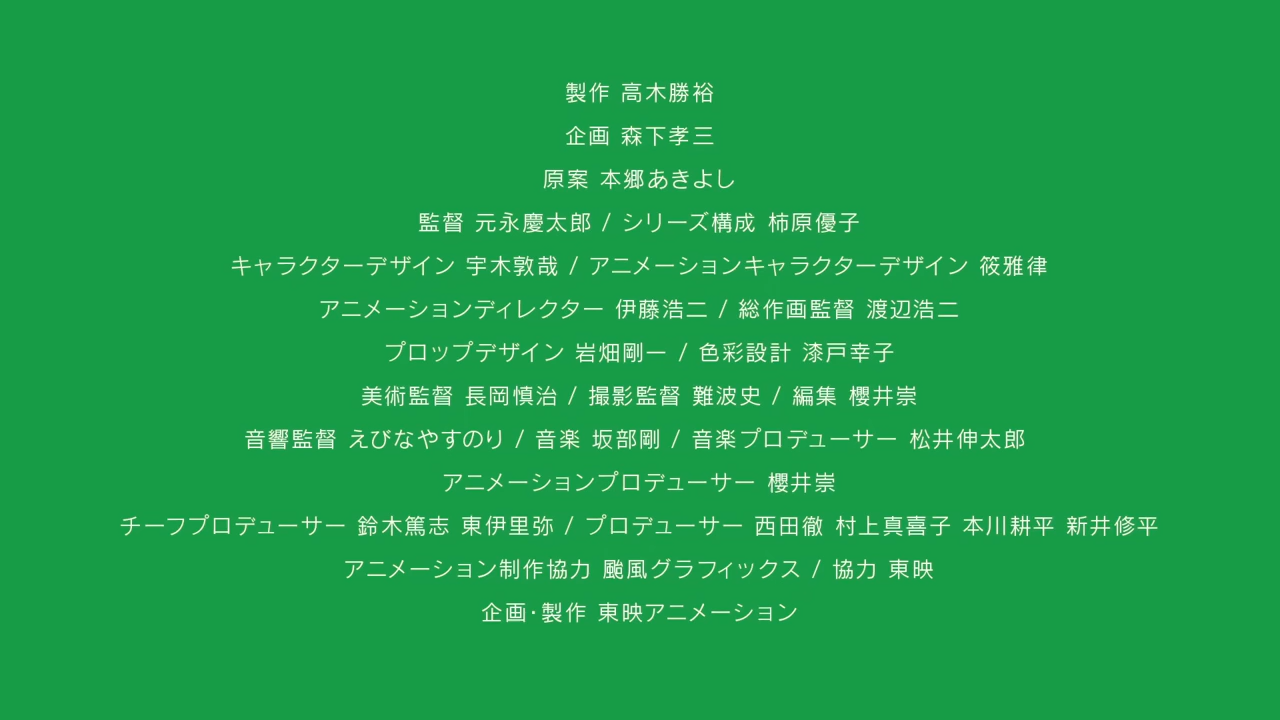 製作 高木勝裕
企画 森下孝三
原案 本郷あきよし
監督 元永慶太郎 / シリーズ構成 柿原優子
キャラクターデザイン 宇木敦哉 / アニメーションキャラクターデザイン 筱雅律
アニメーションディレクター 伊藤浩二 / 総作画監督 渡辺浩二
プロップデザイン 岩畑剛一 / 色彩設計 漆戸幸子
美術監督 長岡慎治 / 撮影監督 難波史 / 編集 櫻井崇
音響監督 えびなやすのり / 音楽 坂部剛 / 音楽プロデューサー 松井伸太郎
アニメーションプロデューサー 櫻井崇
チーフプロデューサー 鈴木篤志 東伊里弥 / プロデューサー 西田徹 村上真喜子 本川耕平 新井修平
アニメーション制作協力 颱風グラフィックス / 協力 東映
企画・製作 東映アニメーション